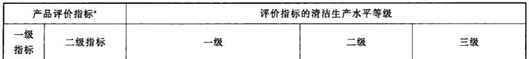 产品评价指标ᵃ 评价指标的清洁生产水平等级
一级指标 二级指标 一级 二级 三级